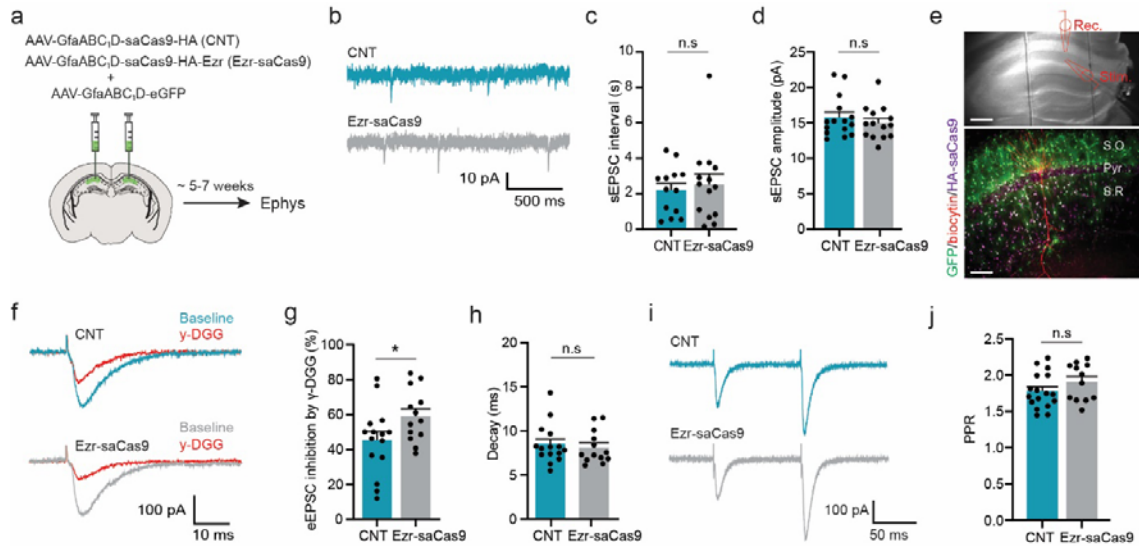 a
AAV-GfaABC₁D-saCas9-HA (CNT)
AAV-GfaABC₁D-saCas9-HA-Ezr (Ezr-saCas9)
+
AAV-GfaABC₁D-eGFP
~ 5-7 weeks
Ephys
b
CNT
Ezr-saCas9
10 pA
500 ms
c
n.s
sEPSC interval (s)
10
8
6
4
2
0
CNT Ezr-saCas9
d
n.s
sEPSC amplitude (pA)
25
20
15
10
5
0
CNT Ezr-saCas9
e
Rec.
Stim.
GFP/biocytin/HA-saCas9
S.O
Pyr
S.R
f
Baseline
CNT
γ-DGG
Baseline
Ezr-saCas9
γ-DGG
100 pA
10 ms
g
*
eEPSC inhibition by γ-DGG (%)
100
80
60
40
20
0
CNT Ezr-saCas9
h
n.s
Decay (ms)
20
15
10
5
0
CNT Ezr-saCas9
i
CNT
Ezr-saCas9
100 pA
50 ms
j
n.s
PPR
2.5
2.0
1.5
1.0
0.5
0.0
CNT Ezr-saCas9